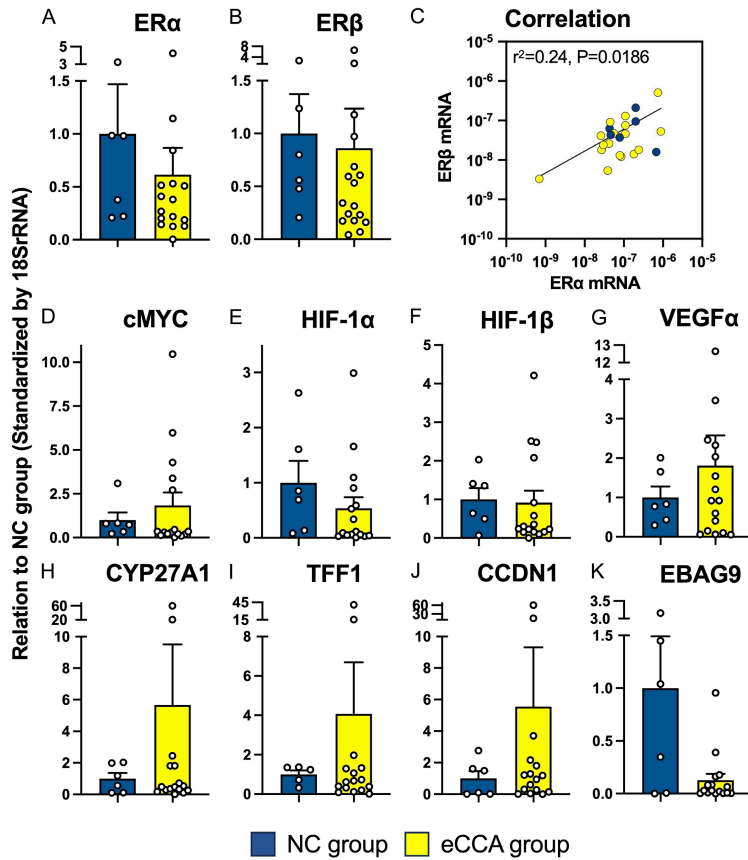 A
ERα
5
3
1.5
1.0
0.5
0.0
B
ERβ
8
4
1.5
1.0
0.5
0.0
C
Correlation
r²=0.24, P=0.0186
10⁻⁵
10⁻⁶
10⁻⁷
10⁻⁸
10⁻⁹
10⁻¹⁰
ERβ mRNA
10⁻¹⁰ 10⁻⁹ 10⁻⁸ 10⁻⁷ 10⁻⁶ 10⁻⁵
ERα mRNA
Relation to NC group (Standardized by 18SrRNA)
D
cMYC
10.0
7.5
5.0
2.5
0.0
E
HIF-1α
3
2
1
0
F
HIF-1β
5
4
3
2
1
0
G
VEGFα
13
12
4
3
2
1
0
H
CYP27A1
60
20
10
8
6
4
2
0
I
TFF1
45
15
8
6
4
2
0
J
CCDN1
60
30
10
8
6
4
2
0
K
EBAG9
3.5
3.0
1.5
1.0
0.5
0.0
NC group eCCA group